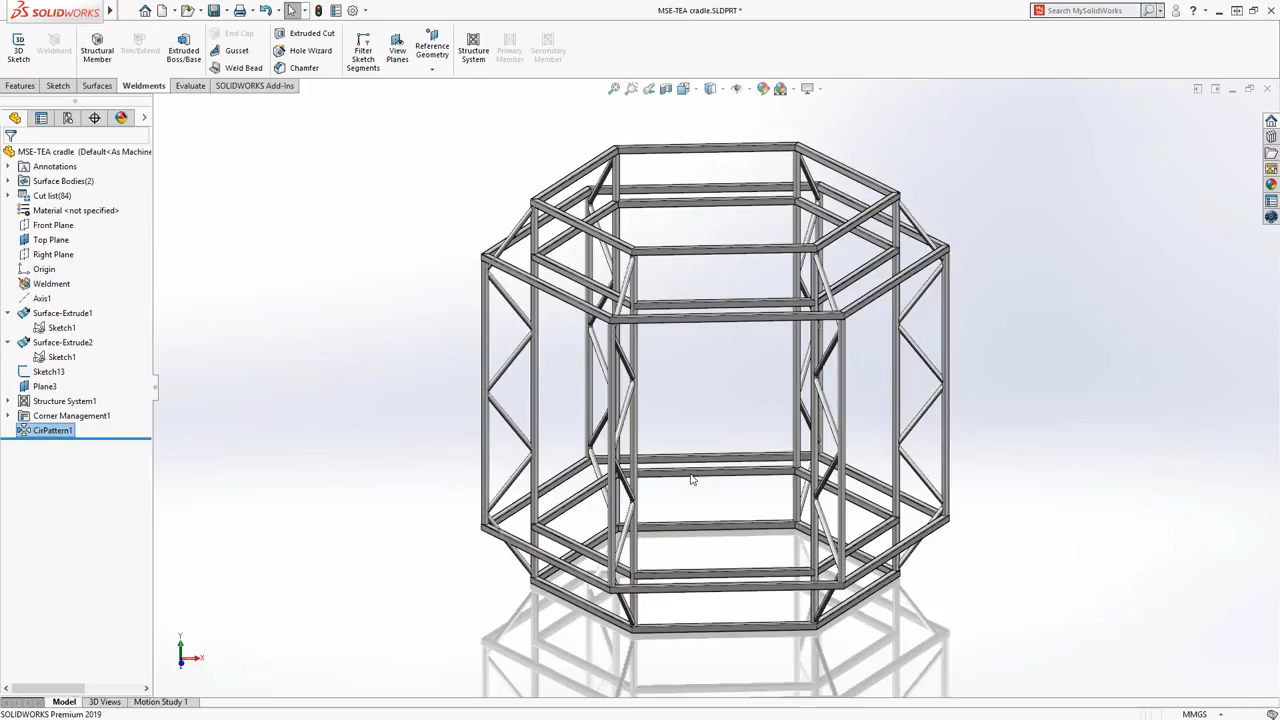 SOLIDWORKS
MSE-TEA cradle.SLDPRT *
Search MySolidWorks
3D Sketch
Weldment
Structural Member
Trim/Extend
Extruded Boss/Base
End Cap
Gusset
Weld Bead
Extruded Cut
Hole Wizard
Chamfer
Filter Sketch Segments
View Planes
Reference Geometry
Structure System
Primary Member
Secondary Member
Features
Sketch
Surfaces
Weldments
Evaluate
SOLIDWORKS Add-Ins
MSE-TEA cradle (Default<As Machine
Annotations
Surface Bodies(2)
Cut list(84)
Material <not specified>
Front Plane
Top Plane
Right Plane
Origin
Weldment
Axis1
Surface-Extrude1
Sketch1
Surface-Extrude2
Sketch1
Sketch13
Plane3
Structure System1
Corner Management1
CirPattern1
Y
X
Model
3D Views
Motion Study 1
SOLIDWORKS Premium 2019
MMGS